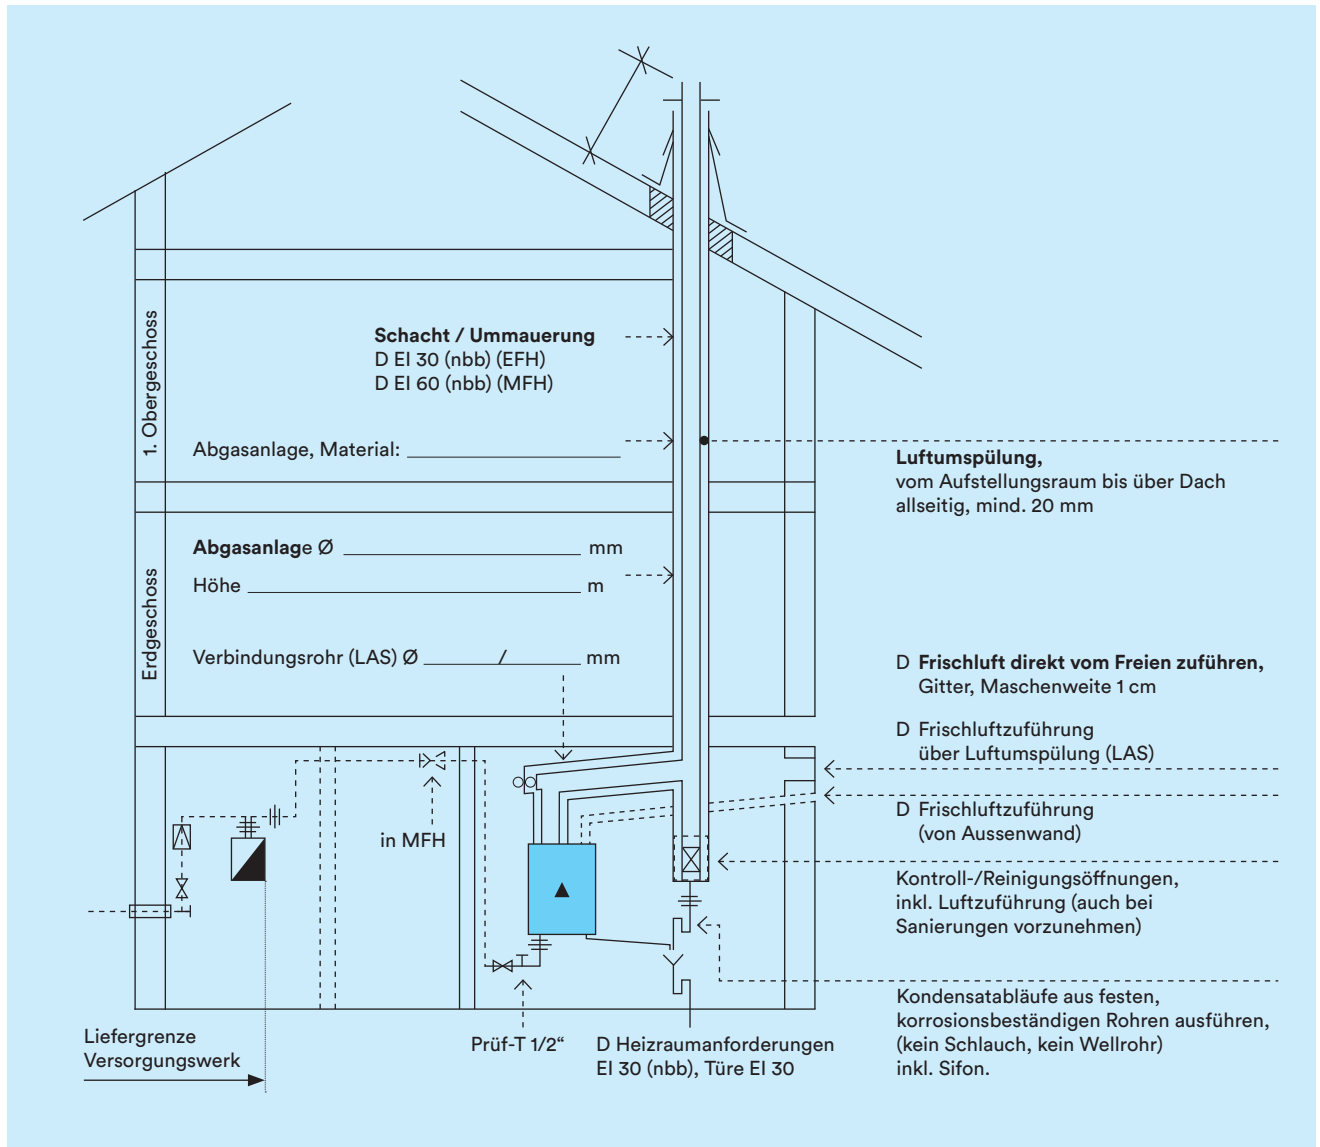 1. Obergeschoss
Schacht / Ummauerung
D EI 30 (nbb) (EFH)
D EI 60 (nbb) (MFH)
Abgasanlage, Material:
Luftumspülung,
vom Aufstellungsraum bis über Dach
allseitig, mind. 20 mm
Erdgeschoss
Abgasanlage Ø mm
Höhe m
Verbindungsrohr (LAS) Ø / mm
D Frischluft direkt vom Freien zuführen,
Gitter, Maschenweite 1 cm
D Frischluftzuführung
über Luftumspülung (LAS)
D Frischluftzuführung
(von Aussenwand)
in MFH
Kontroll-/Reinigungsöffnungen,
inkl. Luftzuführung (auch bei
Sanierungen vorzunehmen)
Kondensatabläufe aus festen,
korrosionsbeständigen Rohren ausführen,
(kein Schlauch, kein Wellrohr)
inkl. Sifon.
Liefergrenze
Versorgungswerk
Prüf-T 1/2“
D Heizraumanforderungen
EI 30 (nbb), Türe EI 30